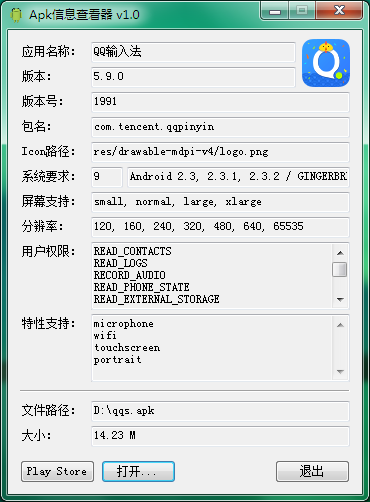 Apk信息查看器 v1.0
应用名称: QQ输入法
版本: 5.9.0
版本号: 1991
包名: com.tencent.qqpinyin
Icon路径: res/drawable-mdpi-v4/logo.png
系统要求: 9 Android 2.3, 2.3.1, 2.3.2 / GINGERBR
屏幕支持: small, normal, large, xlarge
分辨率: 120, 160, 240, 320, 480, 640, 65535
用户权限: READ_CONTACTS
READ_LOGS
RECORD_AUDIO
READ_PHONE_STATE
READ_EXTERNAL_STORAGE
特性支持: microphone
wifi
touchscreen
portrait
文件路径: D:\qqs.apk
大小: 14.23 M
Play Store 打开... 退出